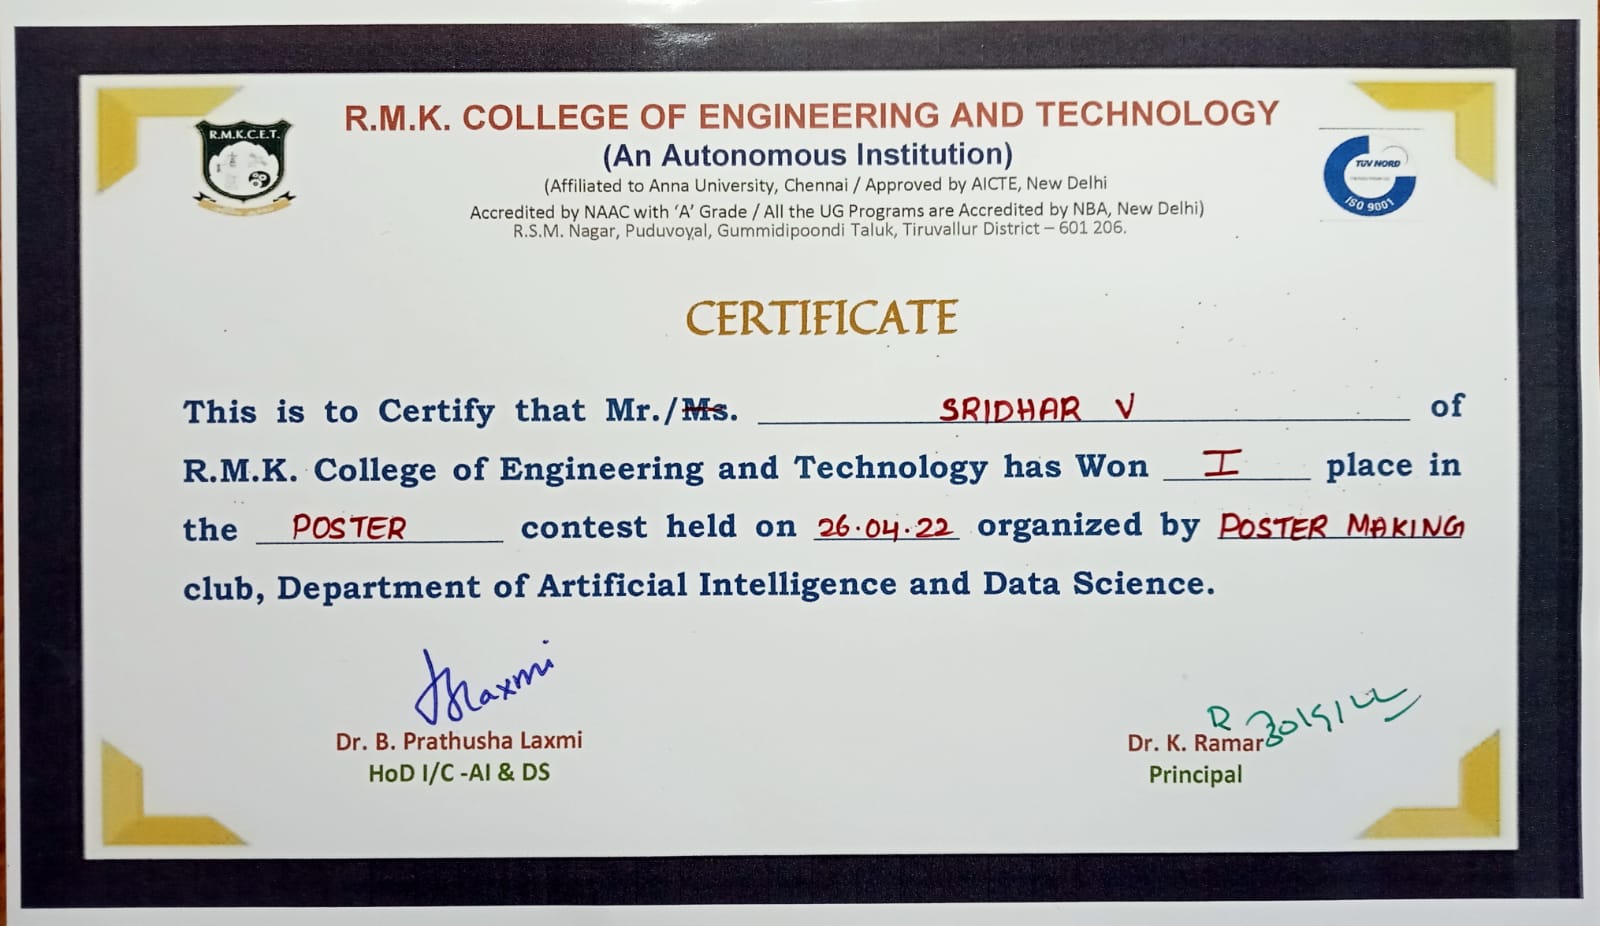 R.M.K.C.E.T.
R.M.K. COLLEGE OF ENGINEERING AND TECHNOLOGY
(An Autonomous Institution)
(Affiliated to Anna University, Chennai / Approved by AICTE, New Delhi
Accredited by NAAC with ‘A’ Grade / All the UG Programs are Accredited by NBA, New Delhi)
R.S.M. Nagar, Puduvoyal, Gummidipoondi Taluk, Tiruvallur District – 601 206.
TÜV NORD
ISO 9001
CERTIFICATE
This is to Certify that Mr./Ms. SRIDHAR V of
R.M.K. College of Engineering and Technology has Won I place in
the POSTER contest held on 26.04.22 organized by POSTER MAKING
club, Department of Artificial Intelligence and Data Science.
Laxmi
Dr. B. Prathusha Laxmi
HoD I/C -AI & DS
Dr. K. Ramar
Principal